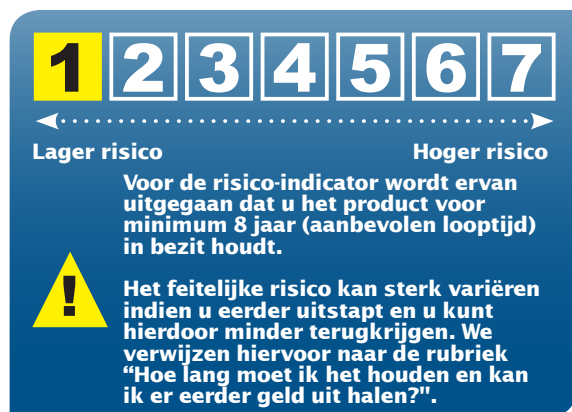 1 2 3 4 5 6 7
Lager risico Hoger risico
Voor de risico-indicator wordt ervan
uitgegaan dat u het product voor
minimum 8 jaar (aanbevolen looptijd)
in bezit houdt.
!
Het feitelijke risico kan sterk variëren
indien u eerder uitstapt en u kunt
hierdoor minder terugkrijgen. We
verwijzen hiervoor naar de rubriek
“Hoe lang moet ik het houden en kan
ik er eerder geld uit halen?".